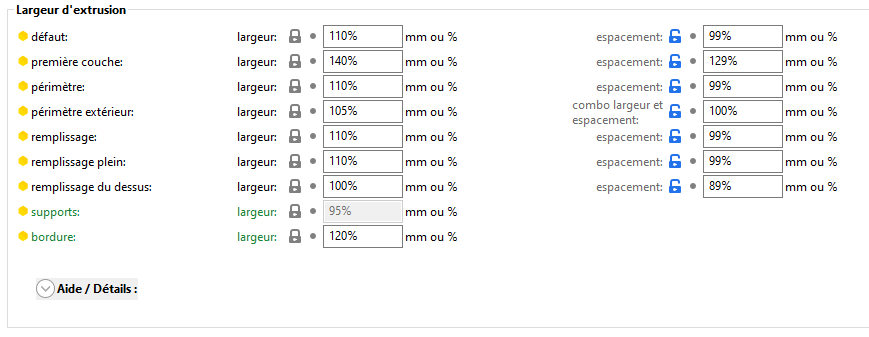 Largeur d'extrusion
défaut: largeur: 110% mm ou % espacement: 99% mm ou %
première couche: largeur: 140% mm ou % espacement: 129% mm ou %
périmètre: largeur: 110% mm ou % espacement: 99% mm ou %
périmètre extérieur: largeur: 105% mm ou % combo largeur et espacement: 100% mm ou %
remplissage: largeur: 110% mm ou % espacement: 99% mm ou %
remplissage plein: largeur: 110% mm ou % espacement: 99% mm ou %
remplissage du dessus: largeur: 100% mm ou % espacement: 89% mm ou %
supports: largeur: 95% mm ou %
bordure: largeur: 120% mm ou %
Aide / Détails :